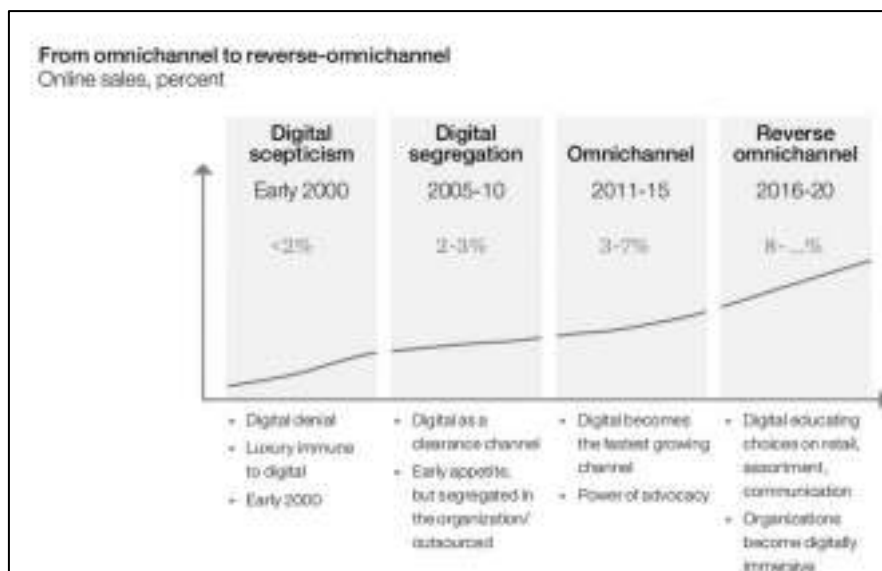 From omnichannel to reverse-omnichannel
Online sales, percent
Digital
scepticism
Early 2000
<2%
Digital
segregation
2005-10
2-3%
Omnichannel
2011-15
3-7%
Reverse
omnichannel
2016-20
8-...%
• Digital denial
• Luxury immune
to digital
• Early 2000
• Digital as a
clearance channel
• Early appetite,
but segregated in
the organization/
outsourced
• Digital becomes
the fastest growing
channel
• Power of advocacy
• Digital educating
choices on retail,
assortment,
communication
• Organizations
become digitally
immersive